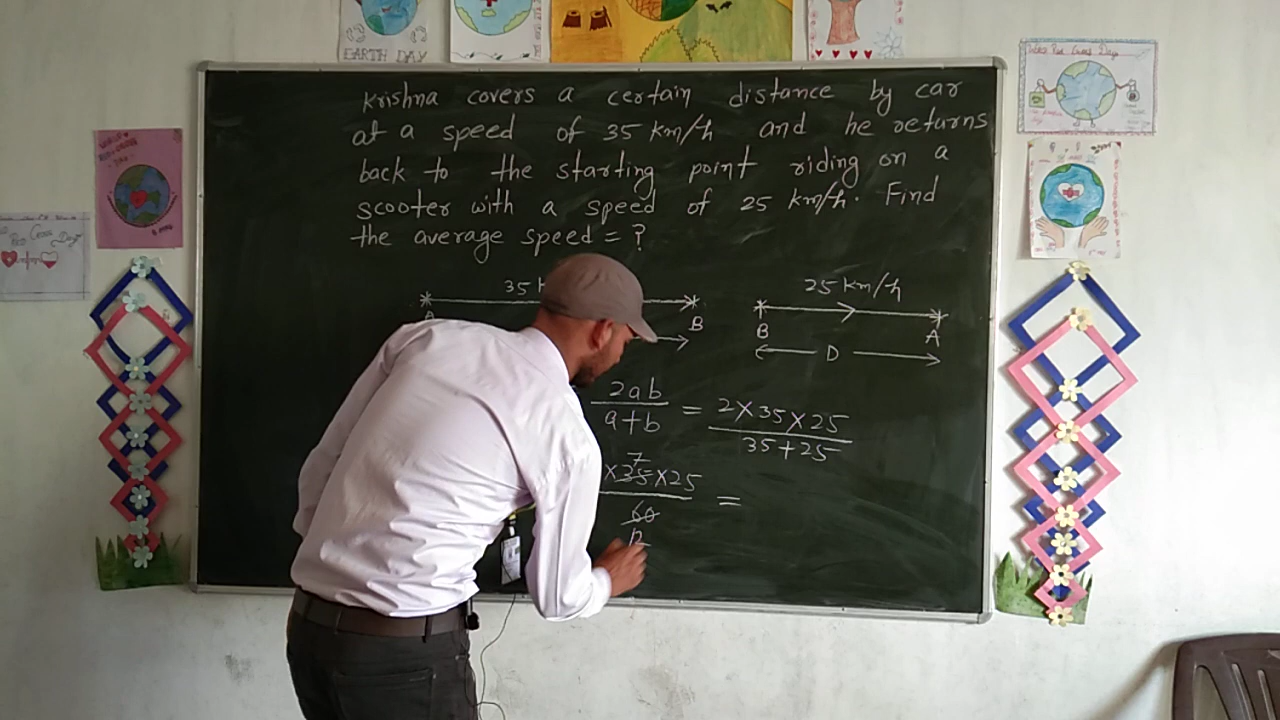 EARTH DAY
Krishna covers a certain distance by car
at a speed of 35 km/h and he returns
back to the starting point riding on a
scooter with a speed of 25 km/h. Find
the average speed = ?
35
25 km/h
A B
B A
D
2ab
a+b
=
2×35×25
35+25
7
×35×25
60
12
=